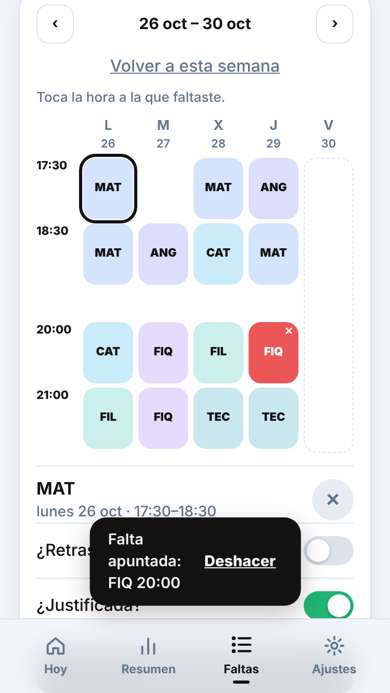 26 oct – 30 oct
Volver a esta semana
Toca la hora a la que faltaste.
L M X J V
26 27 28 29 30
17:30 MAT MAT ANG
18:30 MAT ANG CAT MAT
20:00 CAT FIQ FIL FIQ ×
21:00 FIL FIQ TEC TEC
MAT
lunes 26 oct · 17:30–18:30
Falta
apuntada:
FIQ 20:00
Deshacer
¿Retras
¿Justificada?
Hoy Resumen Faltas Ajustes